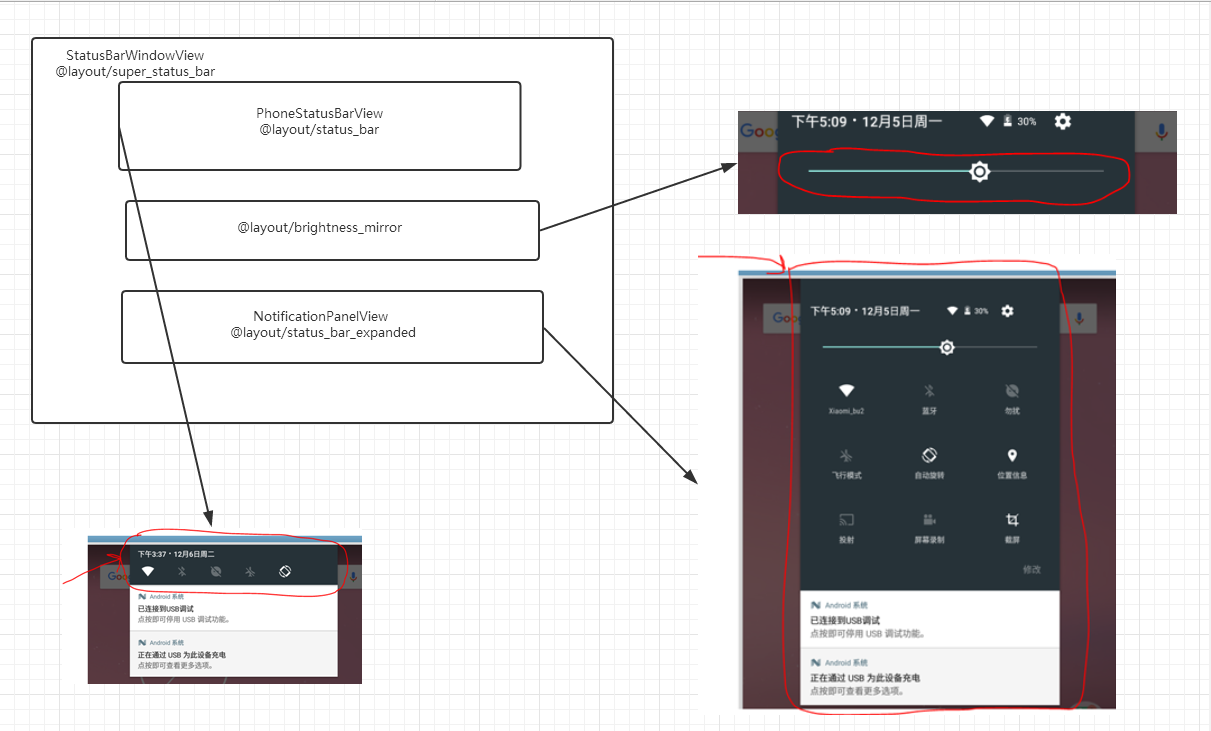 StatusBarWindowView
@layout/super_status_bar
PhoneStatusBarView
@layout/status_bar
@layout/brightness_mirror
NotificationPanelView
@layout/status_bar_expanded
Goo
下午5:09・12月5日周一
30%
Goo
下午5:09・12月5日周一
30%
Xiaomi_bu2
蓝牙
勿扰
飞行模式
自动旋转
位置信息
投射
屏幕录制
截屏
修改
Android 系统
已连接到USB调试
点按即可停用 USB 调试功能。
Android 系统
正在通过 USB 为此设备充电
点按即可查看更多选项。
下午3:37・12月6日周二
Goo
Android 系统
已连接到USB调试
点按即可停用 USB 调试功能。
Android 系统
正在通过 USB 为此设备充电
点按即可查看更多选项。